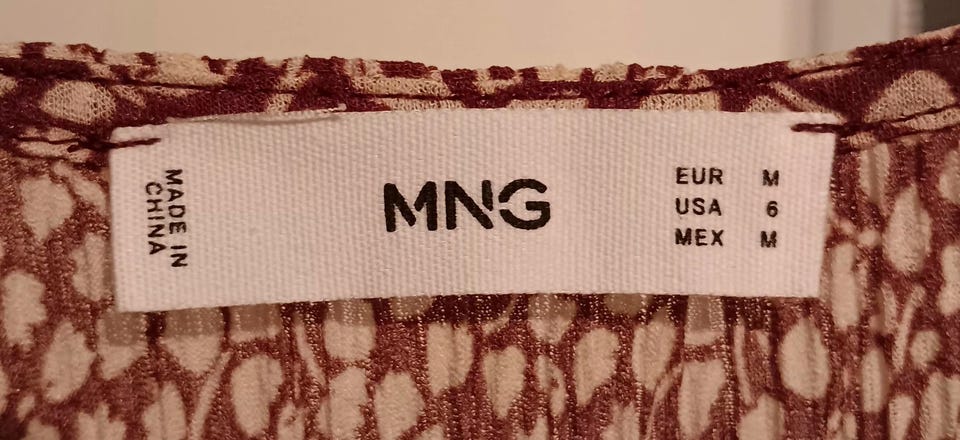 MADE IN
CHINA
MNG
EUR M
USA 6
MEX M